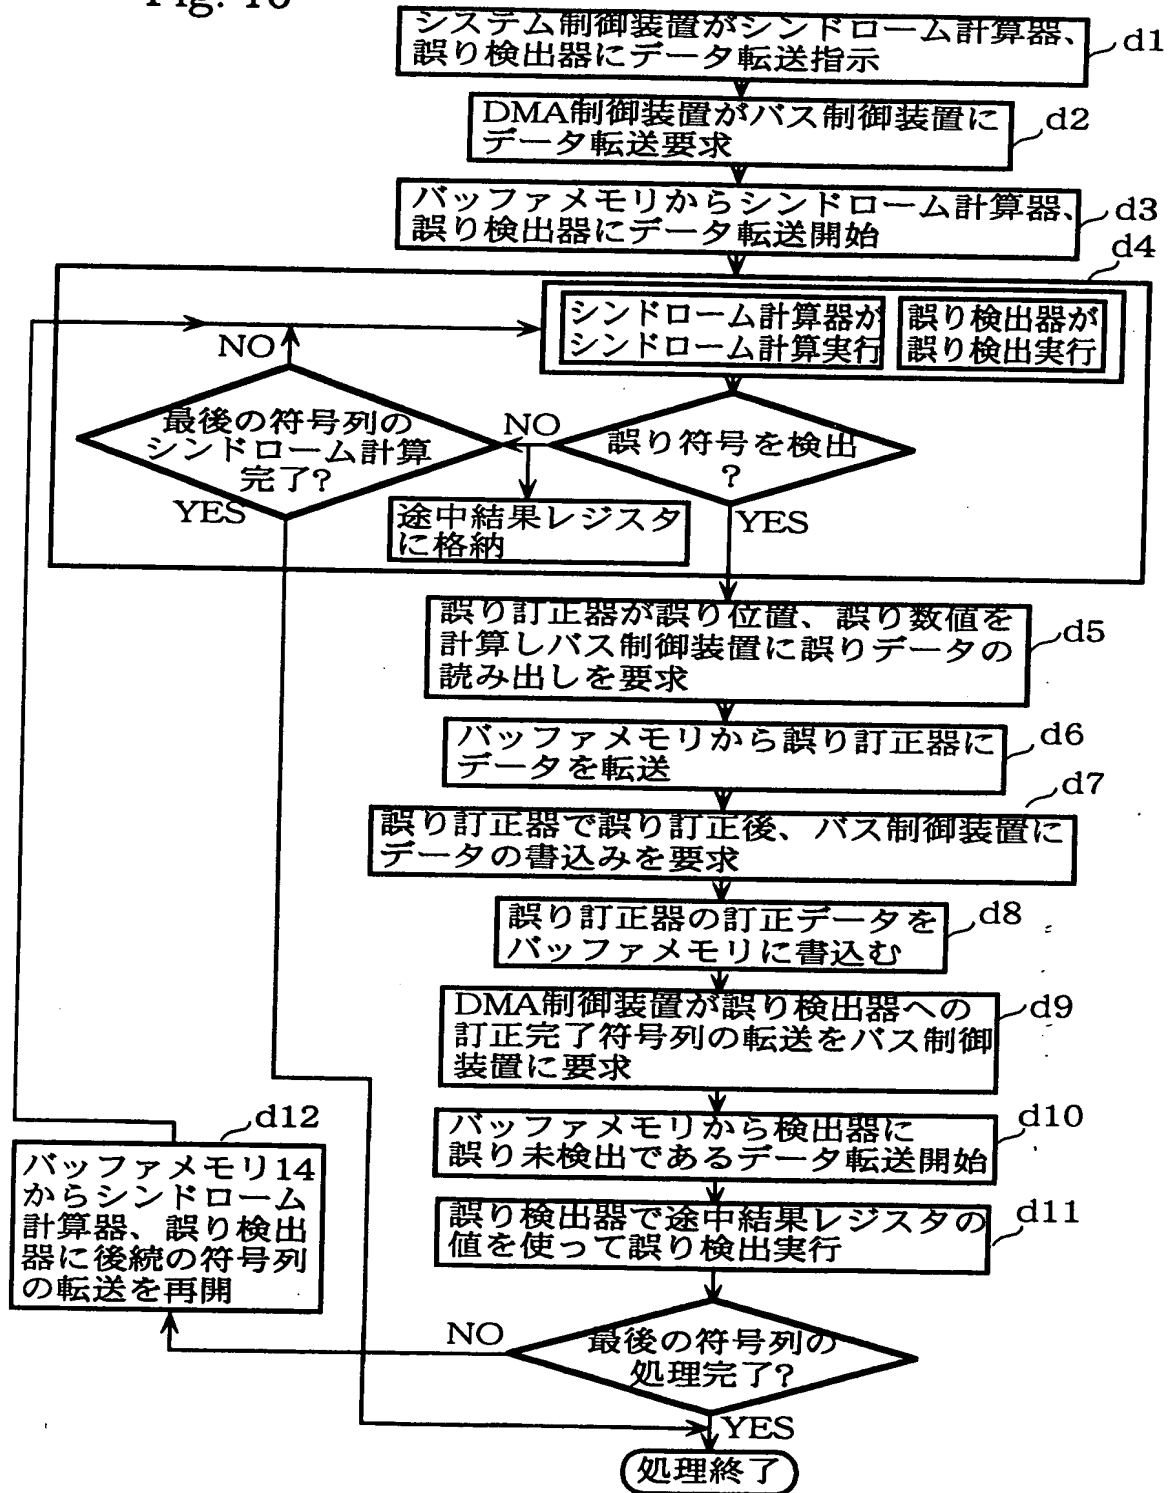 Fig. 10
システム制御装置がシンドローム計算器、
誤り検出器にデータ転送指示
d1
DMA制御装置がバス制御装置に
データ転送要求
d2
バッファメモリからシンドローム計算器、
誤り検出器にデータ転送開始
d3
d4
シンドローム計算器が
シンドローム計算実行
誤り検出器が
誤り検出実行
NO
最後の符号列の
シンドローム計算
完了?
YES
NO
誤り符号を検出
?
YES
途中結果レジスタ
に格納
誤り訂正器が誤り位置、誤り数値を
計算しバス制御装置に誤りデータの
読み出しを要求
d5
バッファメモリから誤り訂正器に
データを転送
d6
d7
誤り訂正器で誤り訂正後、バス制御装置に
データの書込みを要求
誤り訂正器の訂正データを
バッファメモリに書込む
d8
DMA制御装置が誤り検出器への
訂正完了符号列の転送をバス制御
装置に要求
d9
バッファメモリから検出器に
誤り未検出であるデータ転送開始
d10
誤り検出器で途中結果レジスタの
値を使って誤り検出実行
d11
d12
バッファメモリ14
からシンドローム
計算器、誤り検出
器に後続の符号列
の転送を再開
NO
最後の符号列の
処理完了?
YES
処理終了